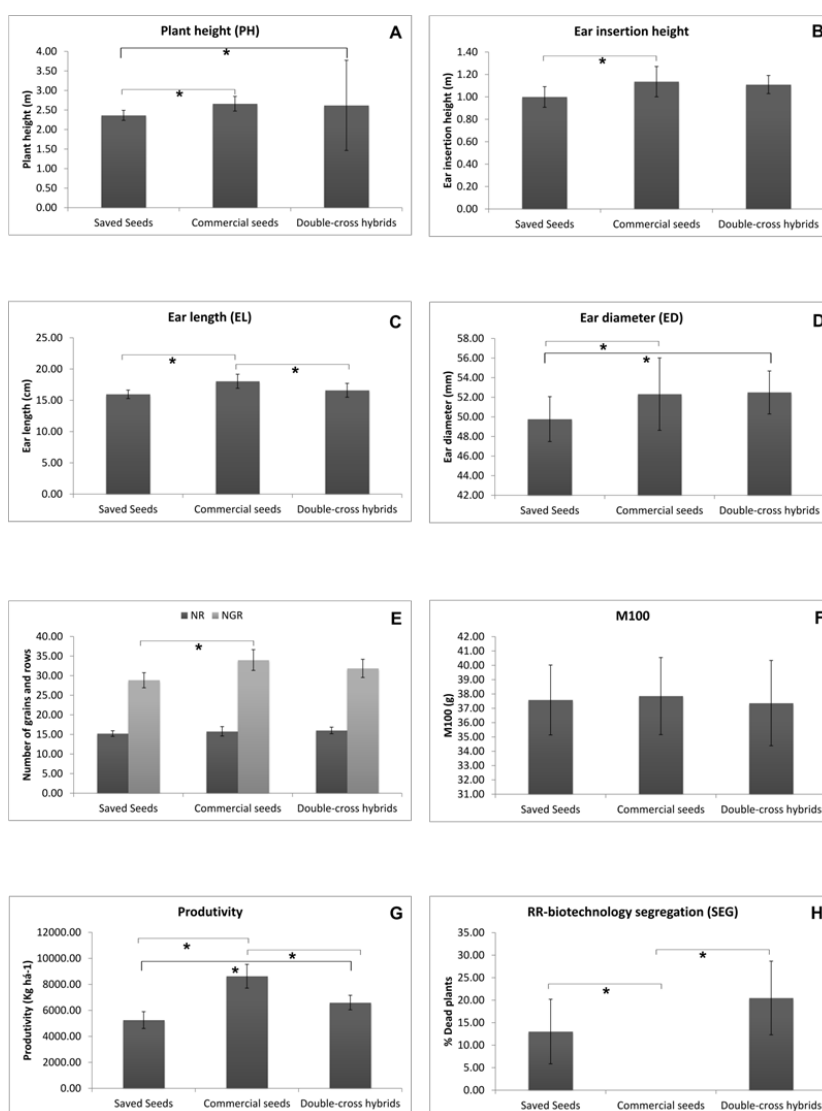 Plant height (PH)
A
4.00
3.50
3.00
2.50
2.00
1.50
1.00
0.50
0.00
Plant height (m)
*
*
Saved Seeds
Commercial seeds
Double-cross hybrids
Ear insertion height
B
1.40
1.20
1.00
0.80
0.60
0.40
0.20
0.00
Ear insertion height (m)
*
Saved Seeds
Commercial seeds
Double-cross hybrids
Ear length (EL)
C
25.00
20.00
15.00
10.00
5.00
0.00
Ear length (cm)
*
*
Saved Seeds
Commercial seeds
Double-cross hybrids
Ear diameter (ED)
D
58.00
56.00
54.00
52.00
50.00
48.00
46.00
44.00
42.00
Ear diameter (mm)
*
*
Saved Seeds
Commercial seeds
Double-cross hybrids
NR NGR
E
40.00
35.00
30.00
25.00
20.00
15.00
10.00
5.00
0.00
Number of grains and rows
*
Saved Seeds
Commercial seeds
Double-cross hybrids
M100
F
42.00
41.00
40.00
39.00
38.00
37.00
36.00
35.00
34.00
33.00
32.00
31.00
M100 (g)
Saved Seeds
Commercial seeds
Double-cross hybrids
Produtivity
G
12000.00
10000.00
8000.00
6000.00
4000.00
2000.00
0.00
Produtivity (Kg há-1)
*
*
*
Saved Seeds
Commercial seeds
Double-cross hybrids
RR-biotechnology segregation (SEG)
H
35.00
30.00
25.00
20.00
15.00
10.00
5.00
0.00
% Dead plants
*
*
Saved Seeds
Commercial seeds
Double-cross hybrids